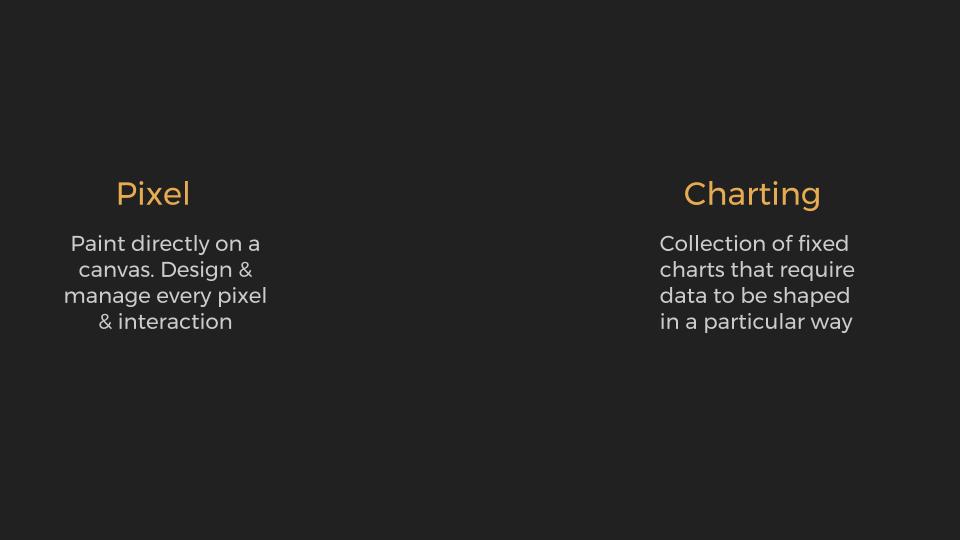 Pixel
Paint directly on a
canvas. Design &
manage every pixel
& interaction
Charting
Collection of fixed
charts that require
data to be shaped
in a particular way